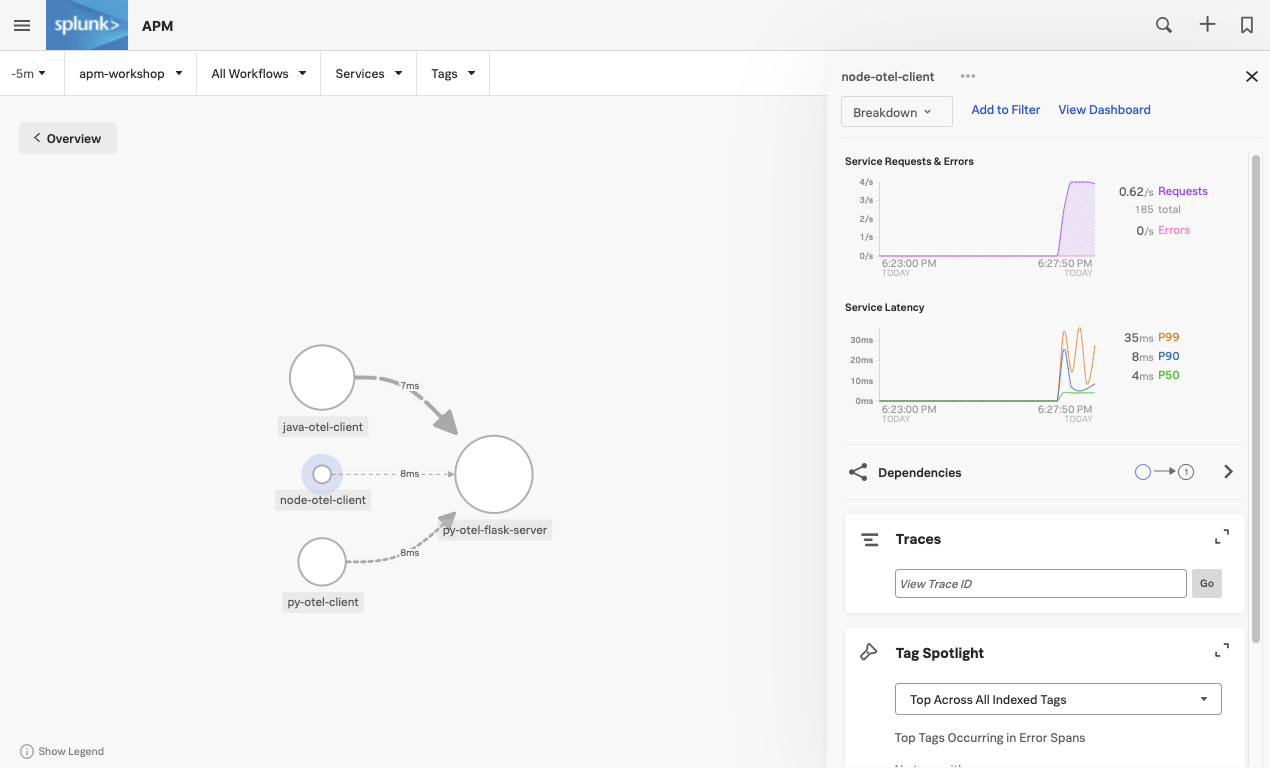 splunk> APM
-5m apm-workshop All Workflows Services Tags
Overview
java-otel-client
7ms
node-otel-client
8ms
py-otel-flask-server
py-otel-client
8ms
Show Legend
node-otel-client
Breakdown Add to Filter View Dashboard
Service Requests & Errors
4/s
3/s
2/s
1/s
0/s
6:23:00 PM 6:27:50 PM
TODAY TODAY
0.62/s Requests
185 total
0/s Errors
Service Latency
30ms
20ms
10ms
0ms
6:23:00 PM 6:27:50 PM
TODAY TODAY
35ms P99
8ms P90
4ms P50
Dependencies 1
Traces
View Trace ID Go
Tag Spotlight
Top Across All Indexed Tags
Top Tags Occurring in Error Spans